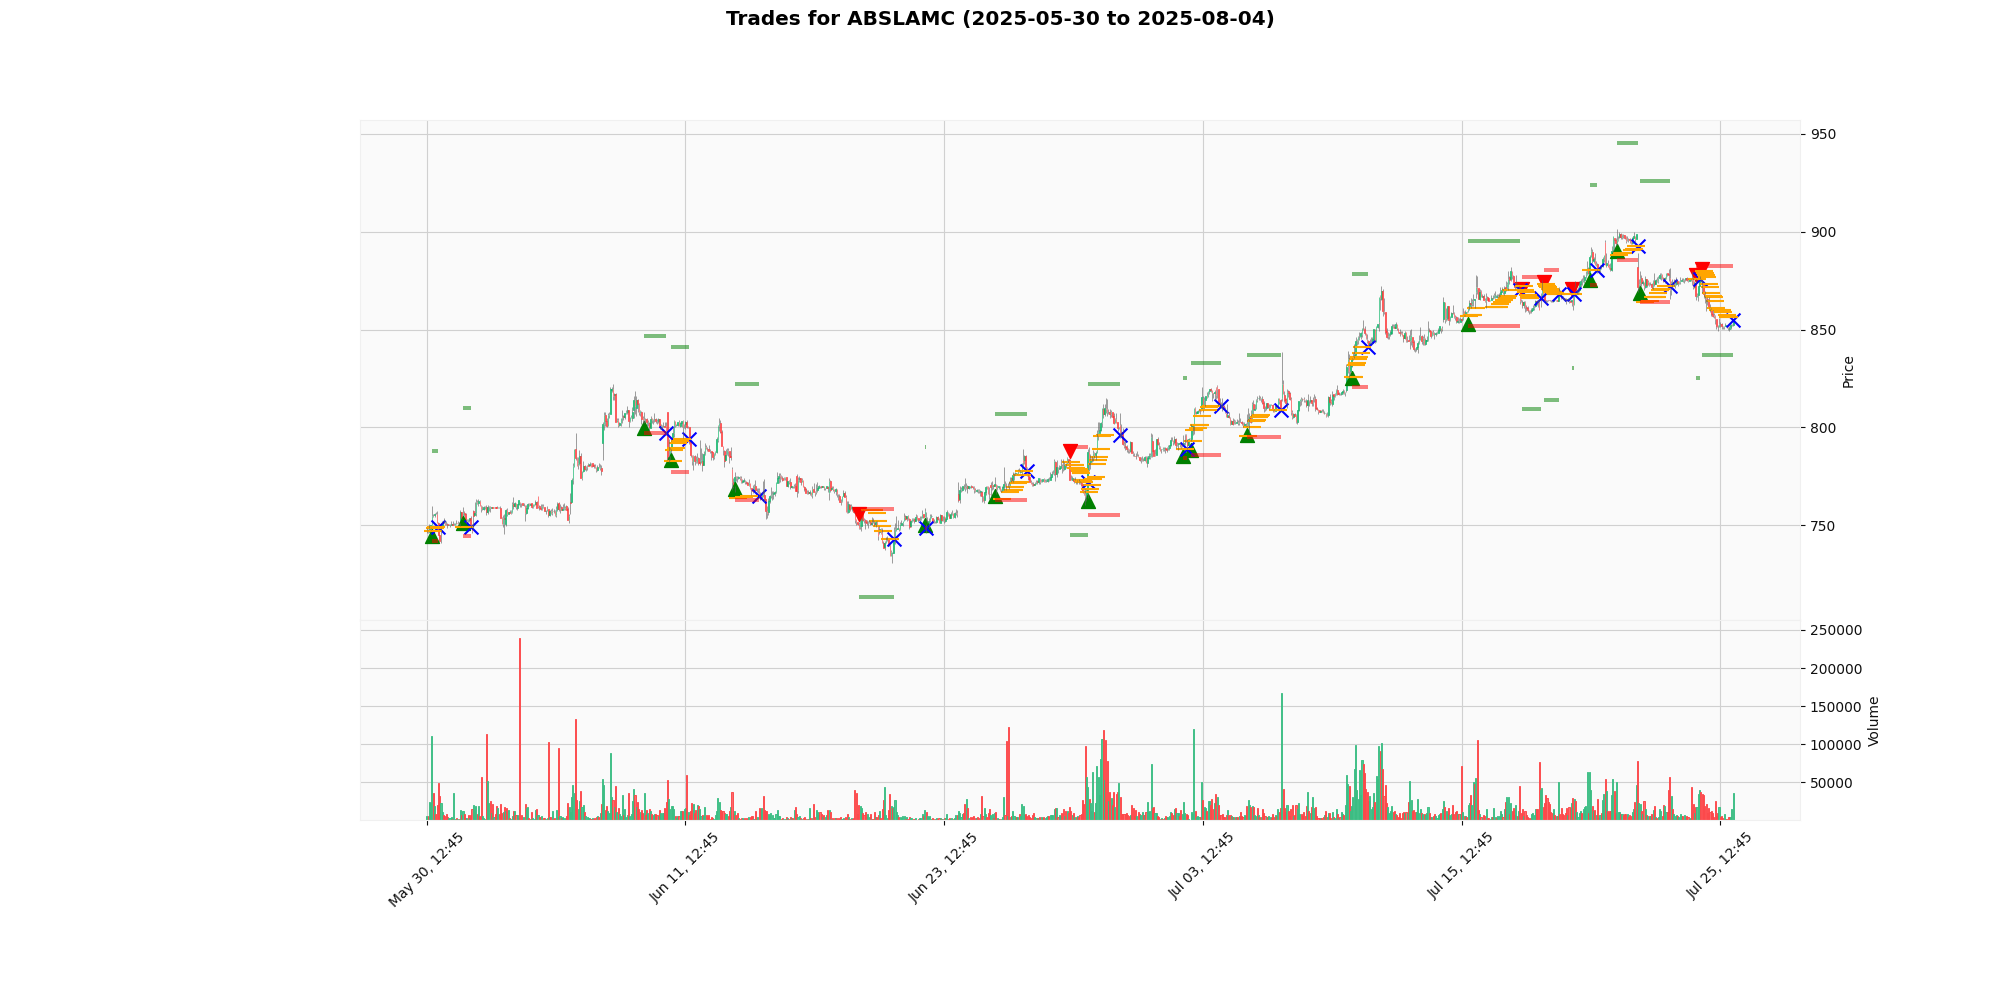 Trades for ABSLAMC (2025-05-30 to 2025-08-04)
950
900
850
800
750
Price
250000
200000
150000
100000
50000
Volume
May 30, 12:45
Jun 11, 12:45
Jun 23, 12:45
Jul 03, 12:45
Jul 15, 12:45
Jul 25, 12:45